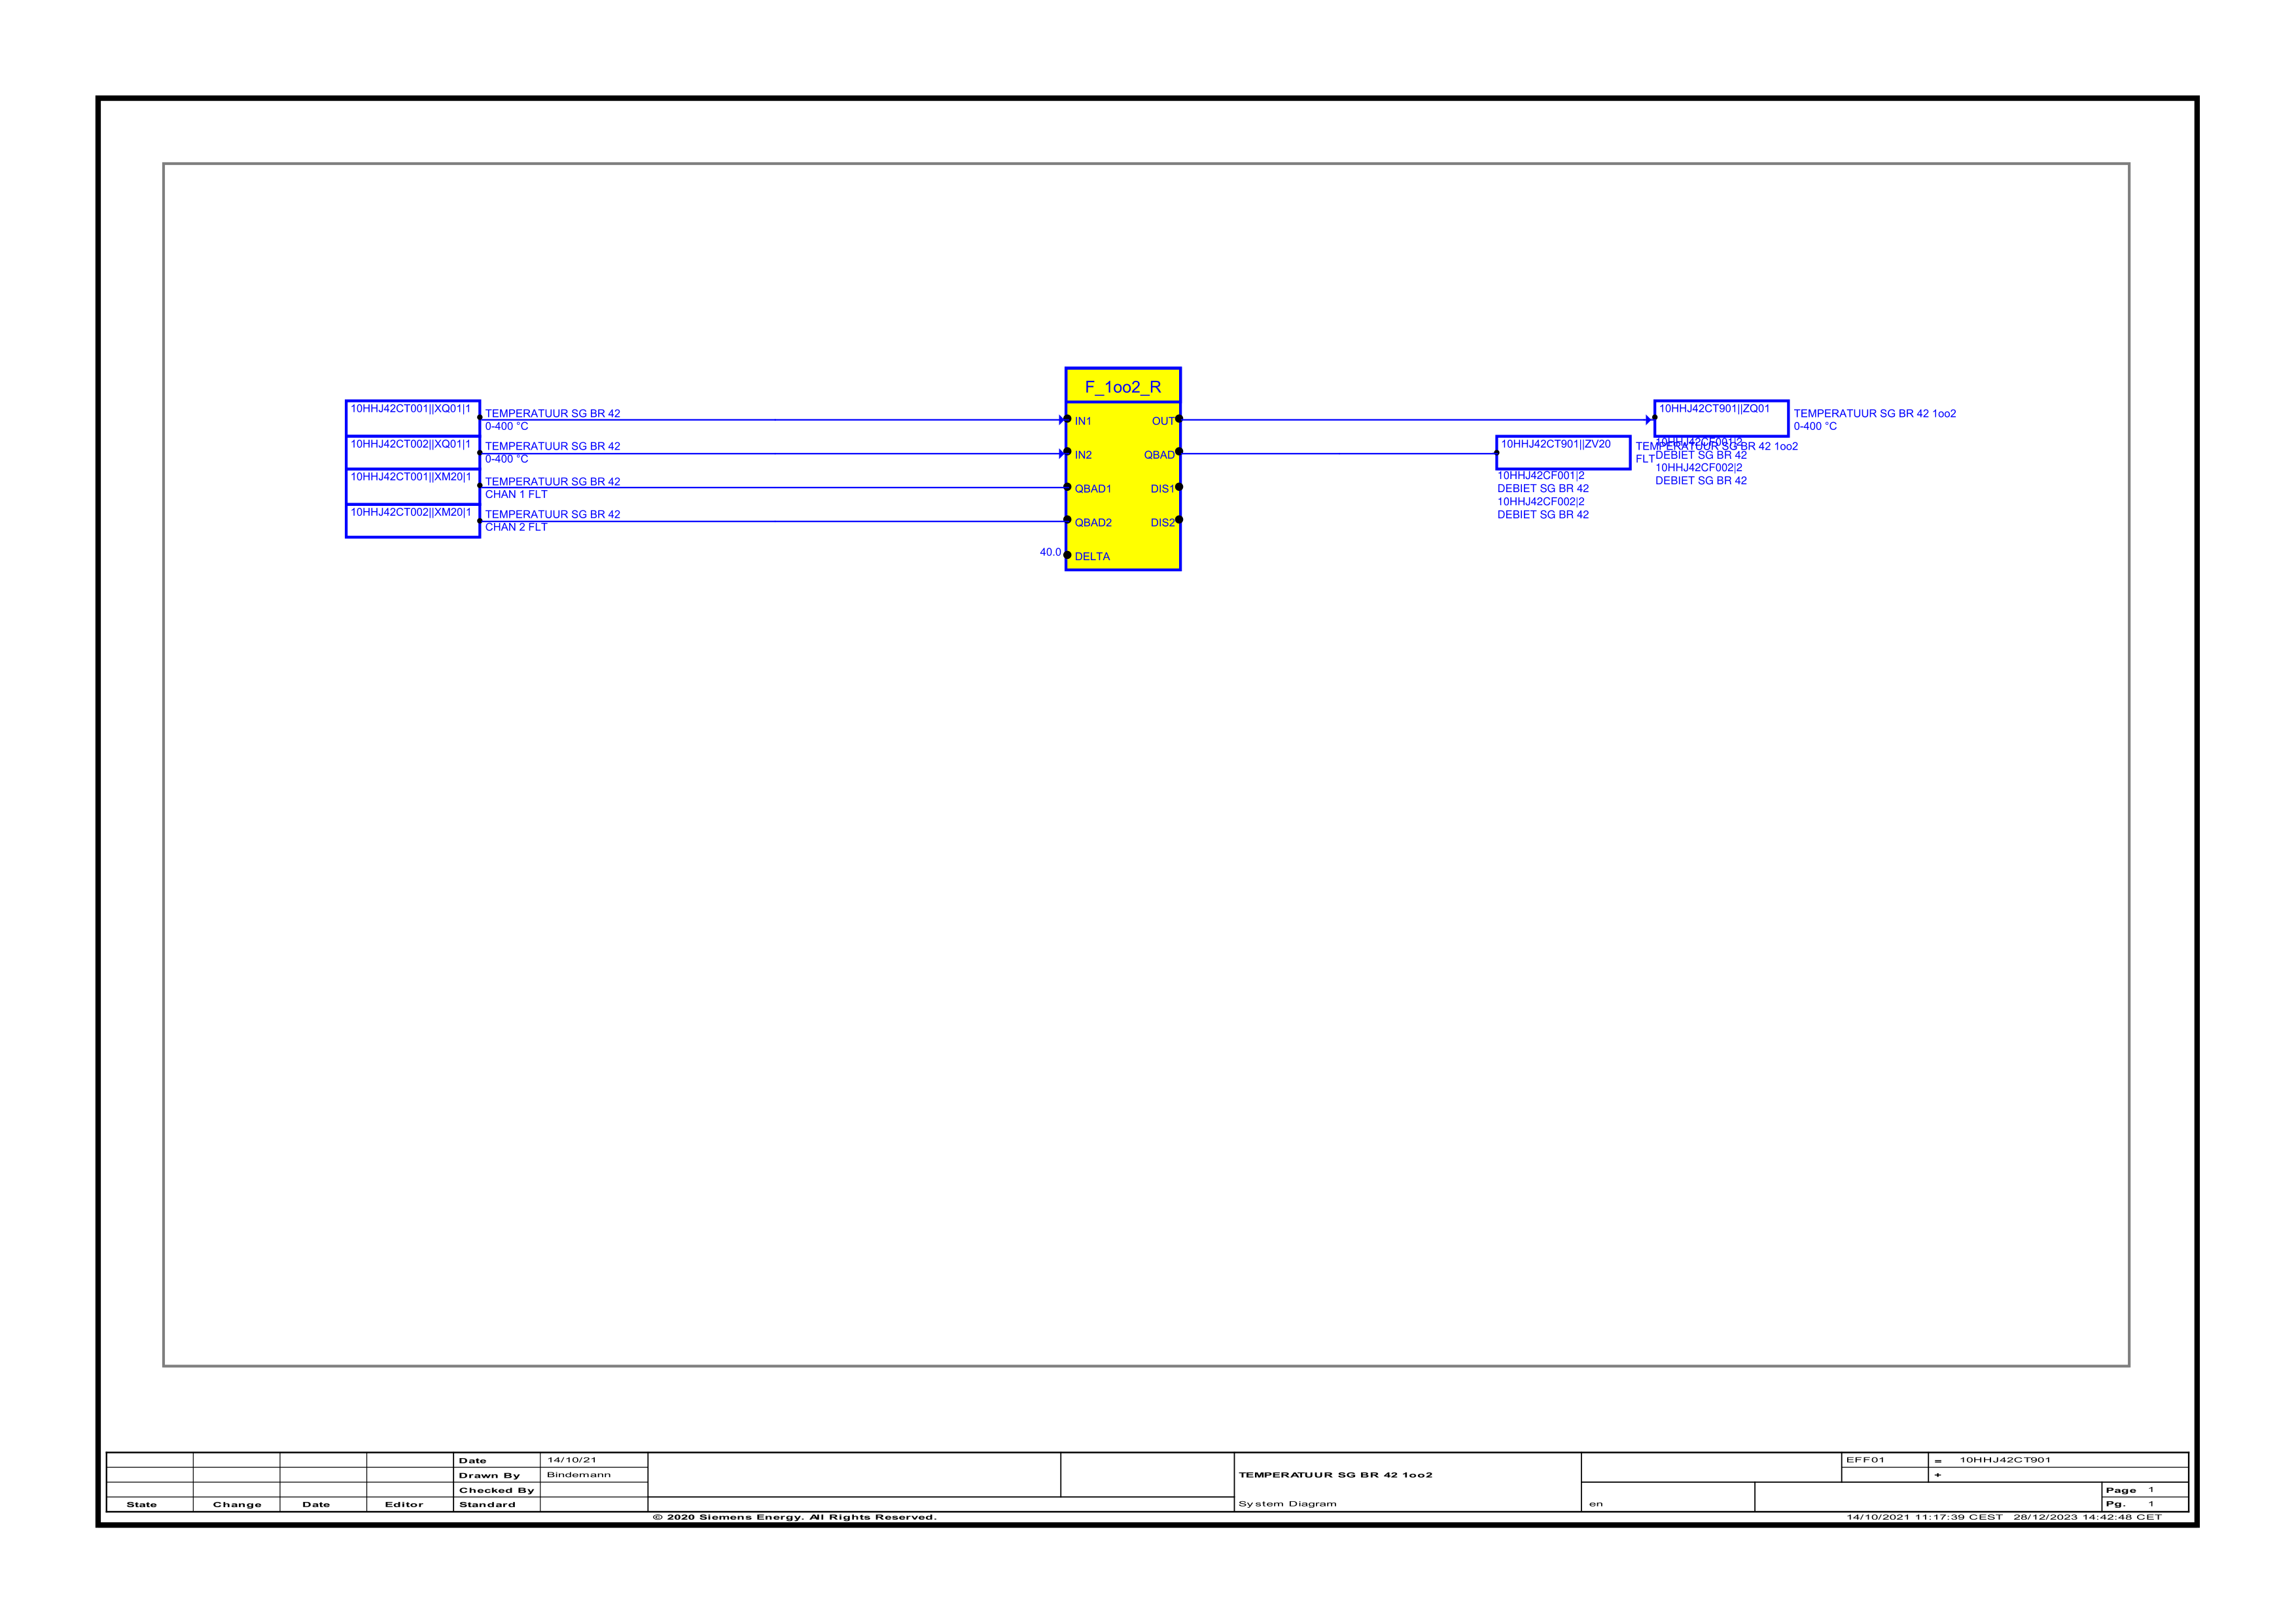 F_1oo2_R
10HHJ42CT001||XQ01|1
TEMPERATUUR SG BR 42
0-400 °C
10HHJ42CT002||XQ01|1
TEMPERATUUR SG BR 42
0-400 °C
10HHJ42CT001||XM20|1
TEMPERATUUR SG BR 42
CHAN 1 FLT
10HHJ42CT002||XM20|1
TEMPERATUUR SG BR 42
CHAN 2 FLT
40.0
IN1
OUT
IN2
QBAD
QBAD1
DIS1
QBAD2
DIS2
DELTA
10HHJ42CT901||ZQ01
TEMPERATUUR SG BR 42 1oo2
0-400 °C
10HHJ42CF001|2
DEBIET SG BR 42
10HHJ42CF002|2
DEBIET SG BR 42
10HHJ42CT901||ZV20
TEMPERATUUR SG BR 42 1oo2
FLT
10HHJ42CF001|2
DEBIET SG BR 42
10HHJ42CF002|2
DEBIET SG BR 42
State Change Date Editor
Date 14/10/21
Drawn By Bindemann
Checked By
Standard
TEMPERATUUR SG BR 42 1oo2
System Diagram
en
EFF01
= 10HHJ42CT901
+
Page 1
Pg. 1
© 2020 Siemens Energy. All Rights Reserved.
14/10/2021 11:17:39 CEST 28/12/2023 14:42:48 CET